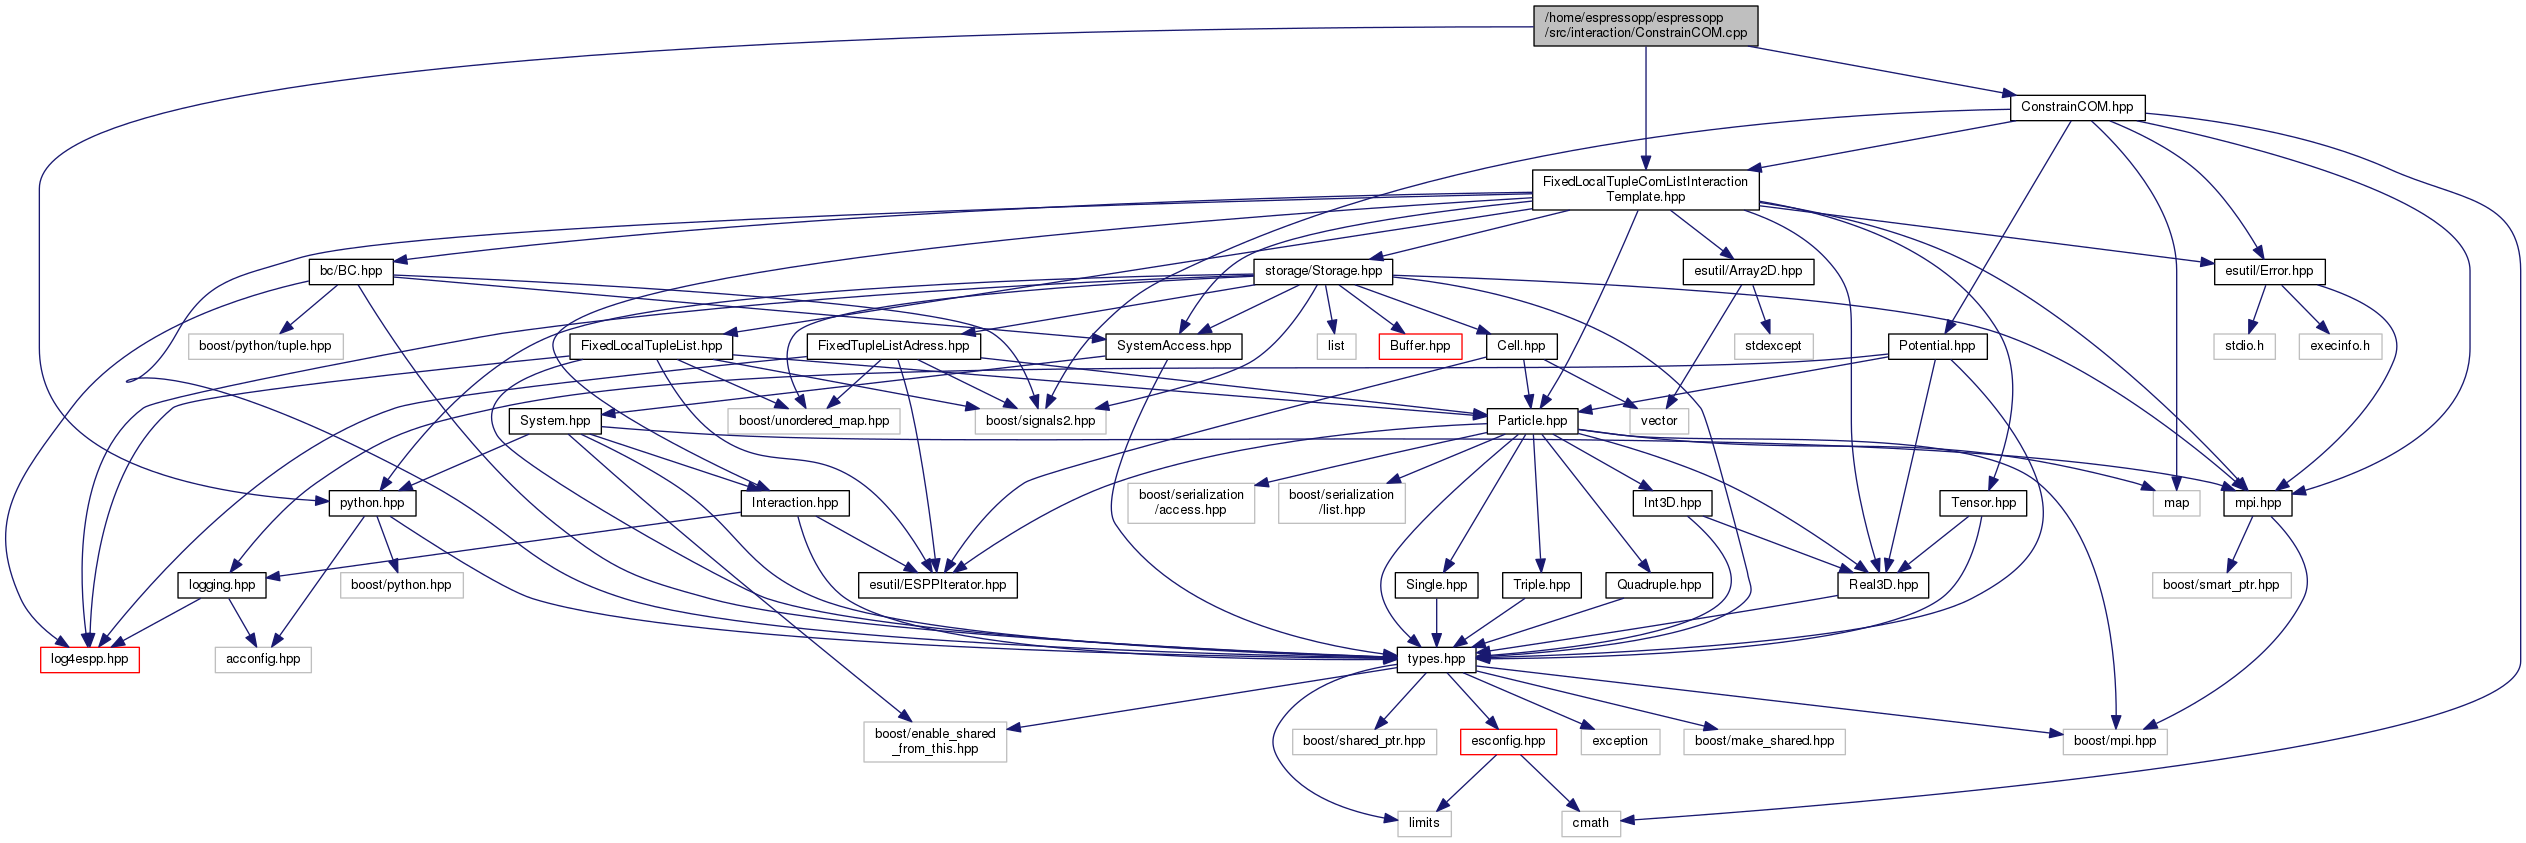 /home/espressopp/espressopp
/src/interaction/ConstrainCOM.cpp
ConstrainCOM.hpp
FixedLocalTupleComListInteraction
Template.hpp
bc/BC.hpp
storage/Storage.hpp
esutil/Array2D.hpp
esutil/Error.hpp
boost/python/tuple.hpp
FixedLocalTupleList.hpp
FixedTupleListAdress.hpp
SystemAccess.hpp
list
Buffer.hpp
Cell.hpp
stdexcept
Potential.hpp
stdio.h
execinfo.h
System.hpp
boost/unordered_map.hpp
boost/signals2.hpp
Particle.hpp
vector
python.hpp
Interaction.hpp
boost/serialization
/access.hpp
boost/serialization
/list.hpp
Int3D.hpp
Tensor.hpp
map
mpi.hpp
logging.hpp
boost/python.hpp
esutil/ESPPIterator.hpp
Single.hpp
Triple.hpp
Quadruple.hpp
Real3D.hpp
boost/smart_ptr.hpp
log4espp.hpp
acconfig.hpp
types.hpp
boost/enable_shared
_from_this.hpp
boost/shared_ptr.hpp
esconfig.hpp
exception
boost/make_shared.hpp
boost/mpi.hpp
limits
cmath